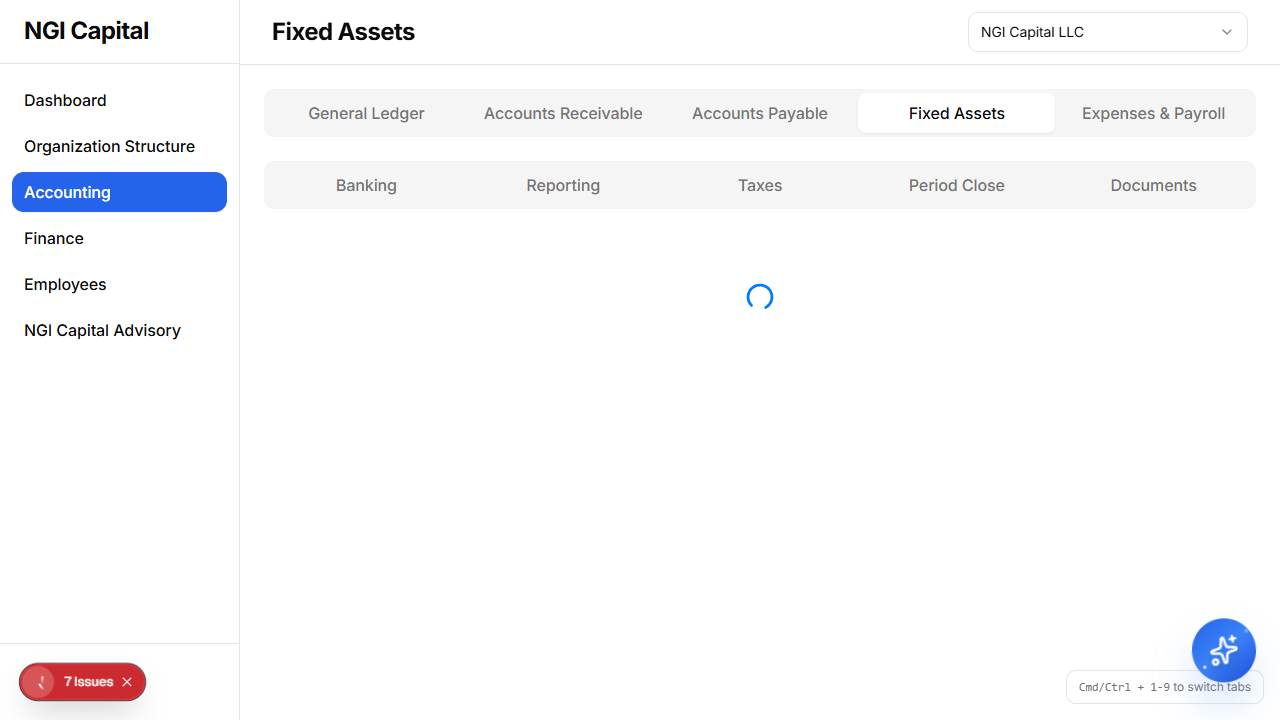 NGI Capital
Fixed Assets
NGI Capital LLC
Dashboard
Organization Structure
Accounting
Finance
Employees
NGI Capital Advisory
General Ledger
Accounts Receivable
Accounts Payable
Fixed Assets
Expenses & Payroll
Banking
Reporting
Taxes
Period Close
Documents
7 Issues
Cmd/Ctrl + 1-9 to switch tabs